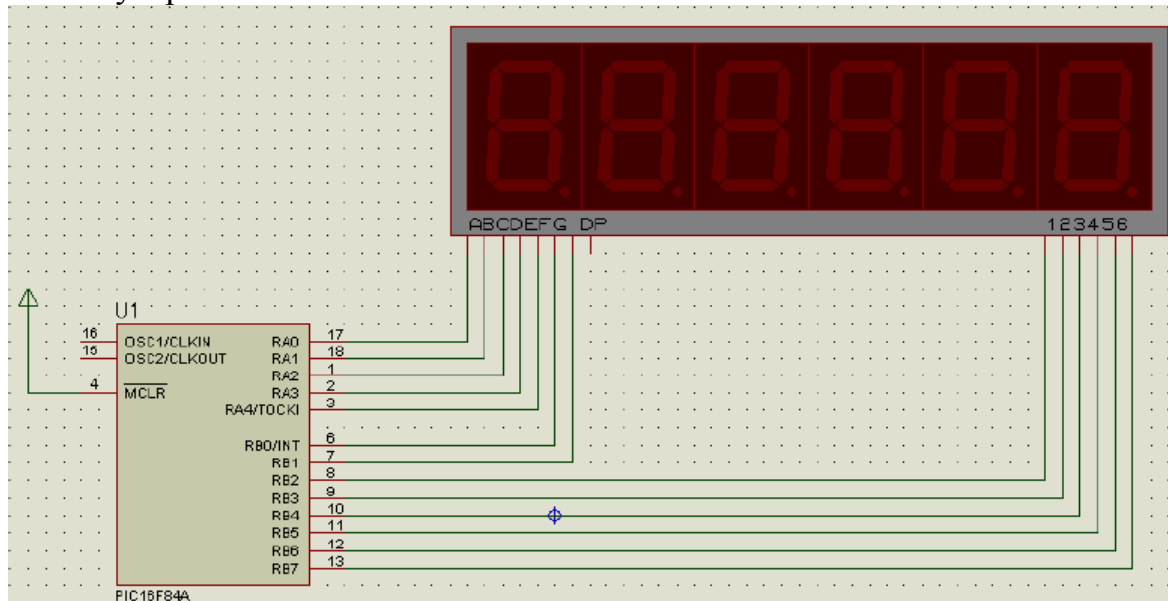 ABCDEFG DP
123456
U1
16 OSC1/CLKIN RA0 17
15 OSC2/CLKOUT RA1 18
RA2 1
4 MCLR RA3 2
RA4/T0CKI 3
RB0/INT 6
RB1 7
RB2 8
RB3 9
RB4 10
RB5 11
RB6 12
RB7 13
PIC16F84A